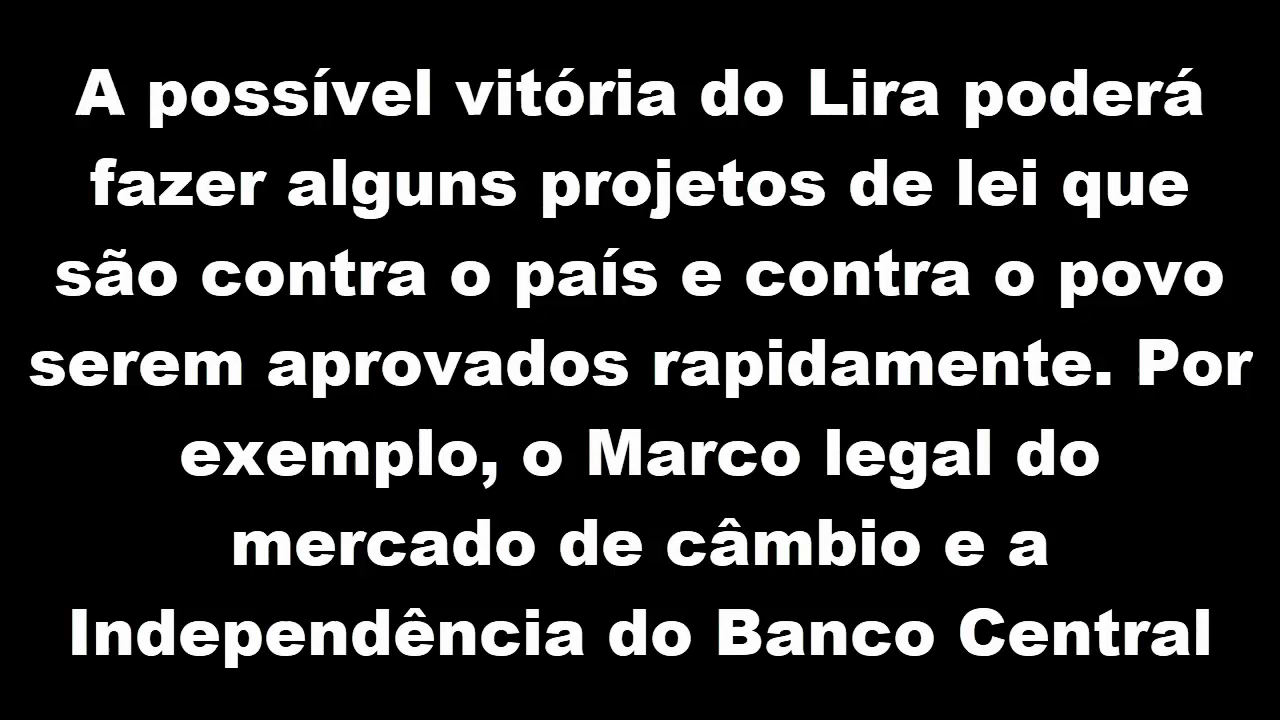 A possível vitória do Lira poderá
fazer alguns projetos de lei que
são contra o país e contra o povo
serem aprovados rapidamente. Por
exemplo, o Marco legal do
mercado de câmbio e a
Independência do Banco Central